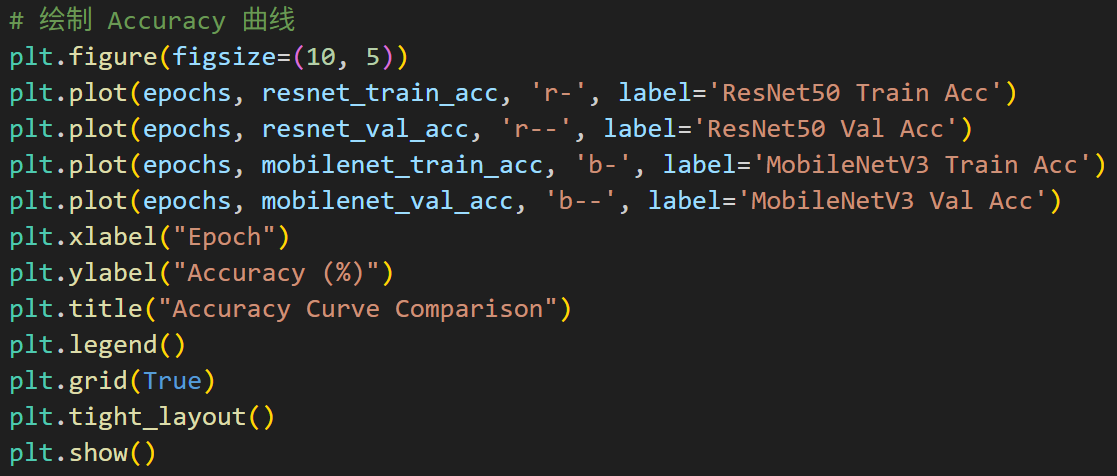 # 绘制 Accuracy 曲线
plt.figure(figsize=(10, 5))
plt.plot(epochs, resnet_train_acc, 'r-', label='ResNet50 Train Acc')
plt.plot(epochs, resnet_val_acc, 'r--', label='ResNet50 Val Acc')
plt.plot(epochs, mobilenet_train_acc, 'b-', label='MobileNetV3 Train Acc')
plt.plot(epochs, mobilenet_val_acc, 'b--', label='MobileNetV3 Val Acc')
plt.xlabel("Epoch")
plt.ylabel("Accuracy (%)")
plt.title("Accuracy Curve Comparison")
plt.legend()
plt.grid(True)
plt.tight_layout()
plt.show()